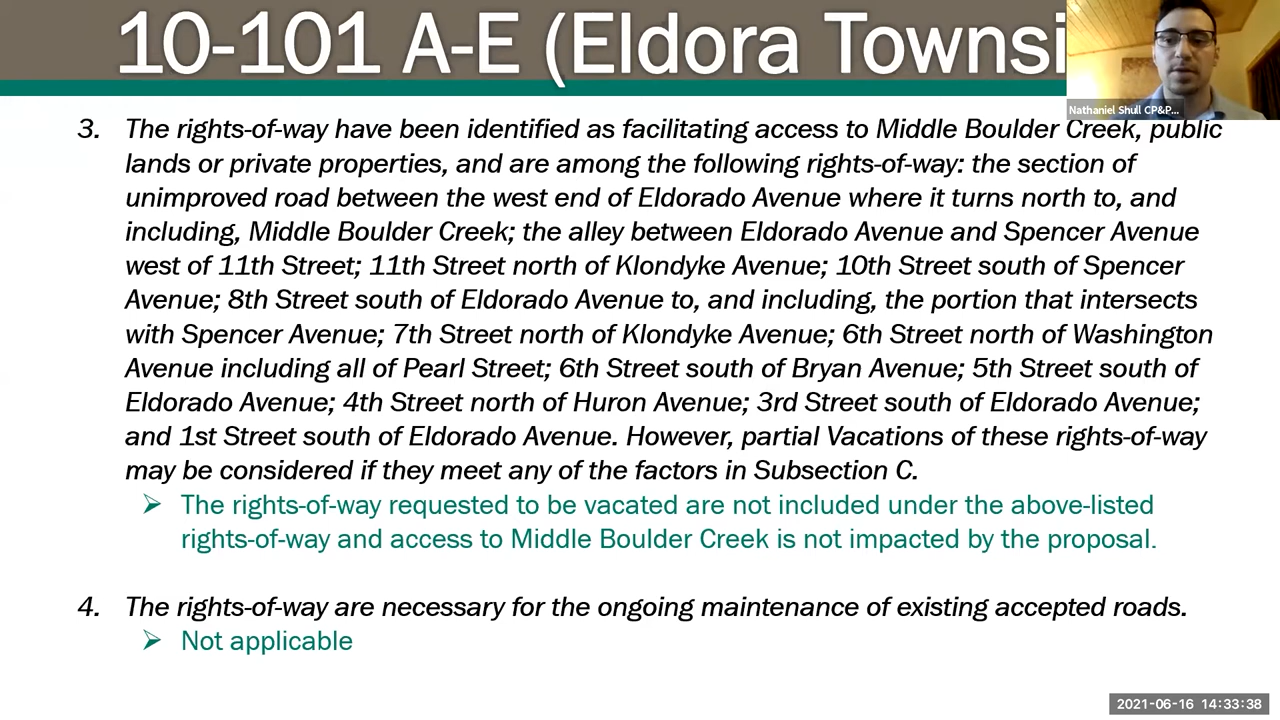 10-101 A-E (Eldora Townsi
Nathaniel Shull CP&P...
3. The rights-of-way have been identified as facilitating access to Middle Boulder Creek, public
lands or private properties, and are among the following rights-of-way: the section of
unimproved road between the west end of Eldorado Avenue where it turns north to, and
including, Middle Boulder Creek; the alley between Eldorado Avenue and Spencer Avenue
west of 11th Street; 11th Street north of Klondyke Avenue; 10th Street south of Spencer
Avenue; 8th Street south of Eldorado Avenue to, and including, the portion that intersects
with Spencer Avenue; 7th Street north of Klondyke Avenue; 6th Street north of Washington
Avenue including all of Pearl Street; 6th Street south of Bryan Avenue; 5th Street south of
Eldorado Avenue; 4th Street north of Huron Avenue; 3rd Street south of Eldorado Avenue;
and 1st Street south of Eldorado Avenue. However, partial Vacations of these rights-of-way
may be considered if they meet any of the factors in Subsection C.
The rights-of-way requested to be vacated are not included under the above-listed
rights-of-way and access to Middle Boulder Creek is not impacted by the proposal.
4. The rights-of-way are necessary for the ongoing maintenance of existing accepted roads.
Not applicable
2021-06-16 14:33:38